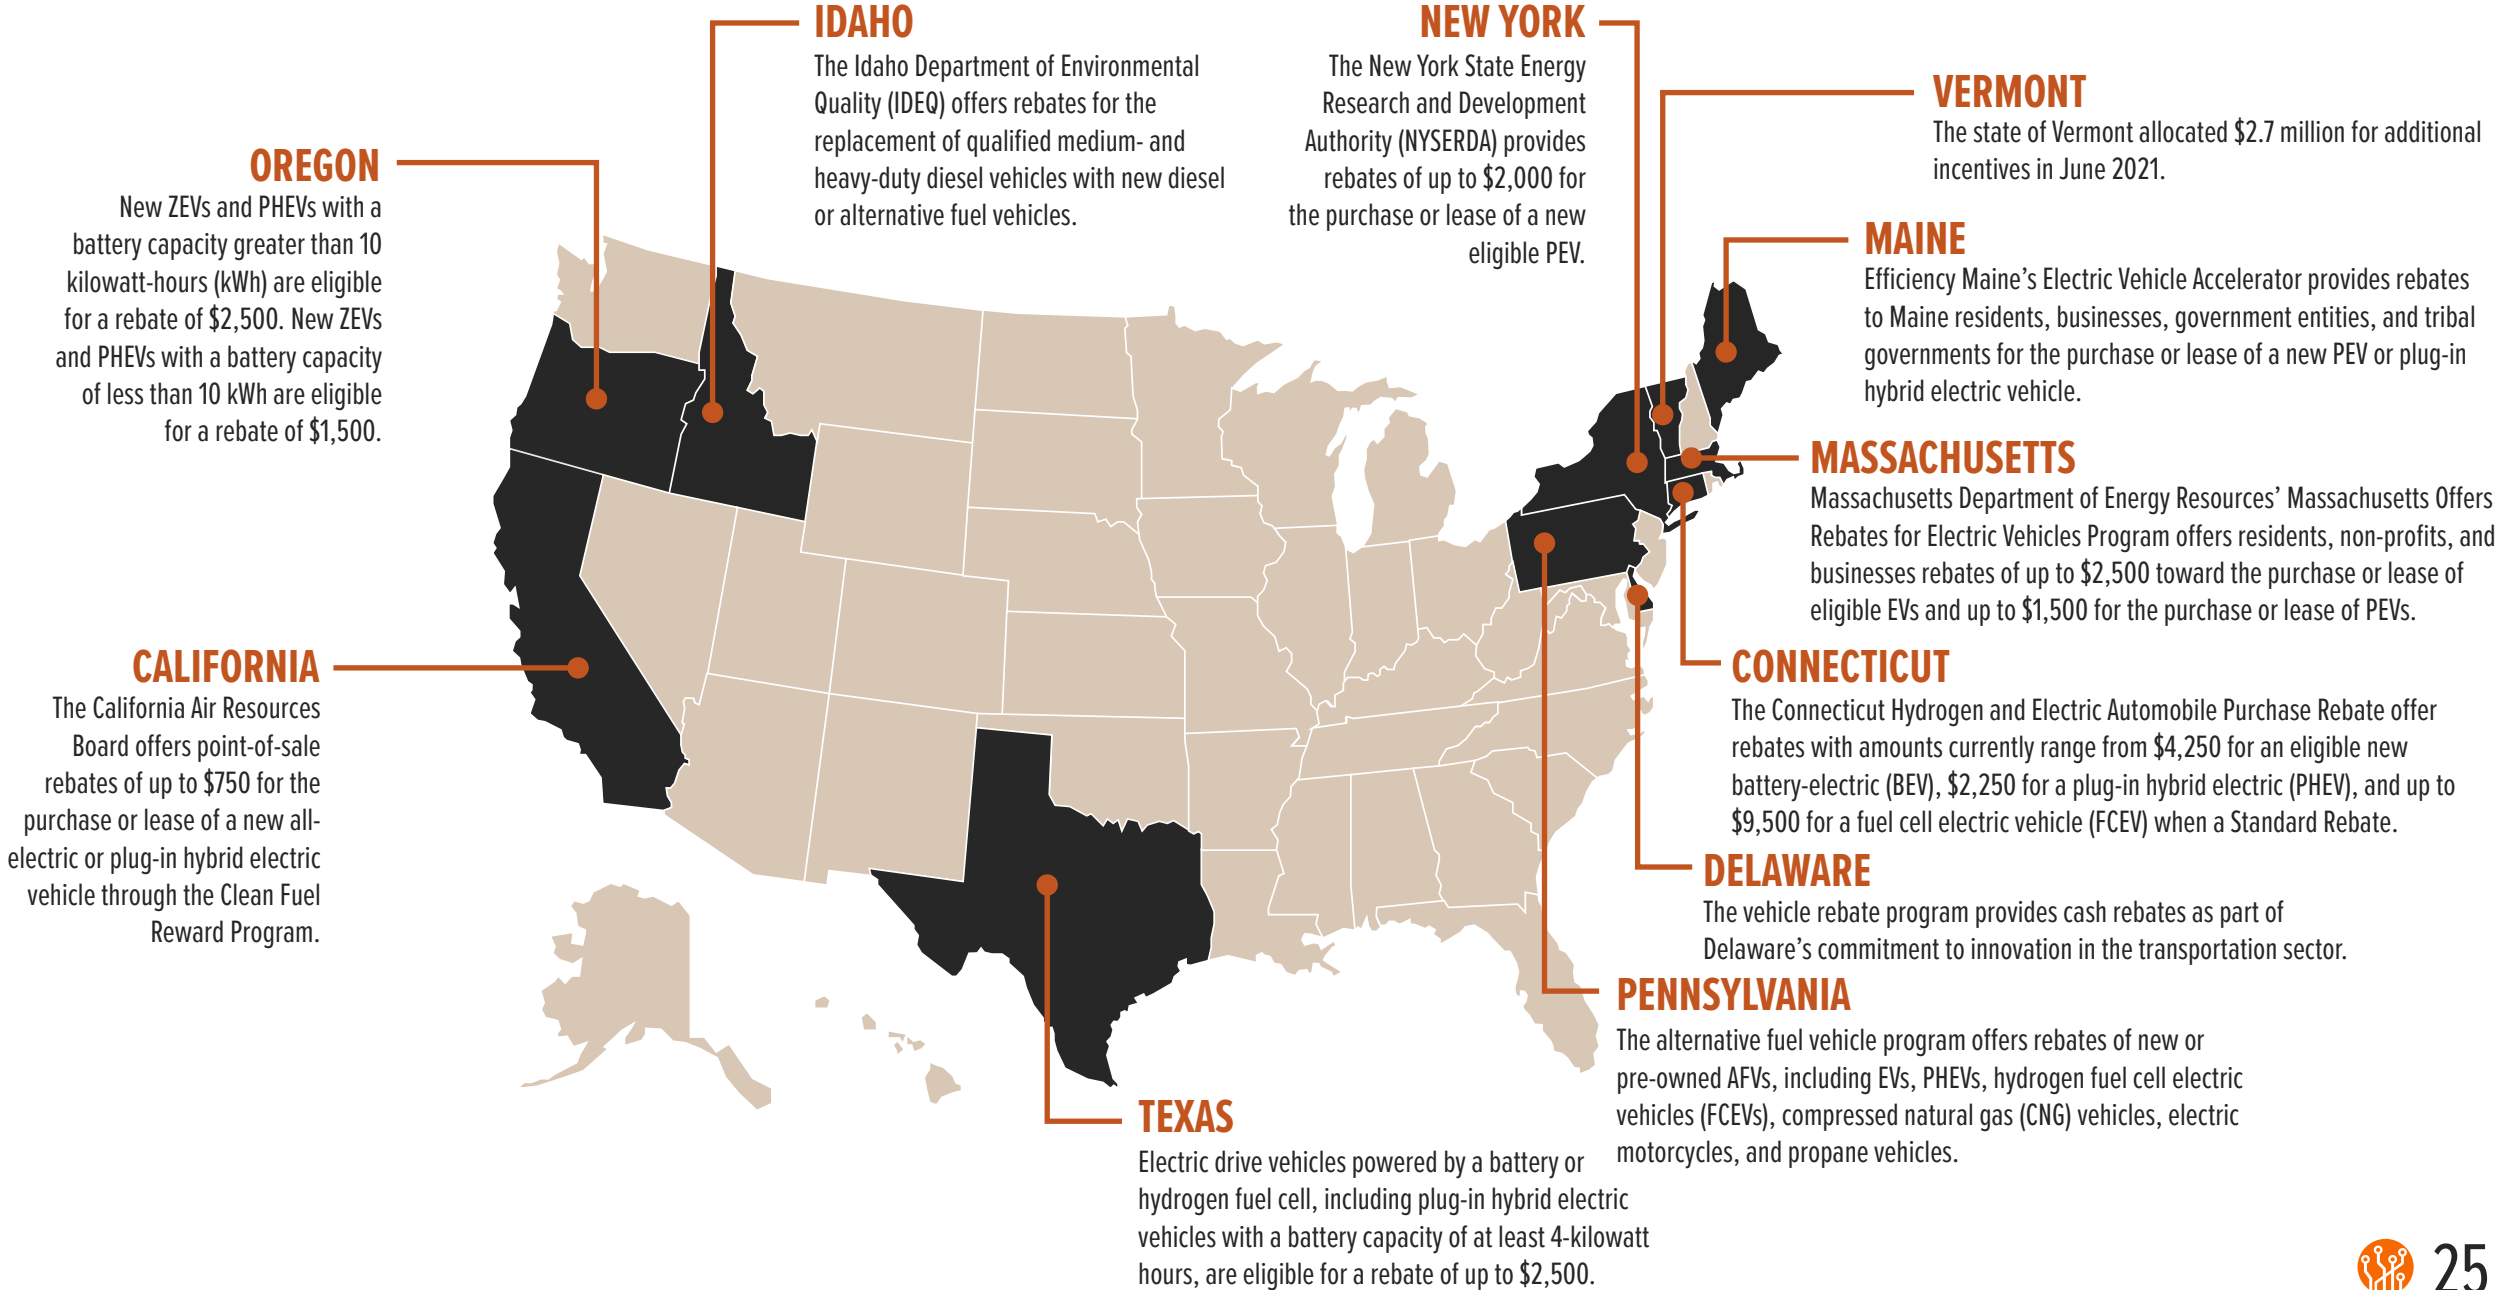 IDAHO
The Idaho Department of Environmental
Quality (IDEQ) offers rebates for the
replacement of qualified medium- and
heavy-duty diesel vehicles with new diesel
or alternative fuel vehicles.
NEW YORK
The New York State Energy
Research and Development
Authority (NYSERDA) provides
rebates of up to $2,000 for
the purchase or lease of a new
eligible PEV.
VERMONT
The state of Vermont allocated $2.7 million for additional
incentives in June 2021.
OREGON
New ZEVs and PHEVs with a
battery capacity greater than 10
kilowatt-hours (kWh) are eligible
for a rebate of $2,500. New ZEVs
and PHEVs with a battery capacity
of less than 10 kWh are eligible
for a rebate of $1,500.
MAINE
Efficiency Maine’s Electric Vehicle Accelerator provides rebates
to Maine residents, businesses, government entities, and tribal
governments for the purchase or lease of a new PEV or plug-in
hybrid electric vehicle.
MASSACHUSETTS
Massachusetts Department of Energy Resources’ Massachusetts Offers
Rebates for Electric Vehicles Program offers residents, non-profits, and
businesses rebates of up to $2,500 toward the purchase or lease of
eligible EVs and up to $1,500 for the purchase or lease of PEVs.
CALIFORNIA
The California Air Resources
Board offers point-of-sale
rebates of up to $750 for the
purchase or lease of a new all-
electric or plug-in hybrid electric
vehicle through the Clean Fuel
Reward Program.
CONNECTICUT
The Connecticut Hydrogen and Electric Automobile Purchase Rebate offer
rebates with amounts currently range from $4,250 for an eligible new
battery-electric (BEV), $2,250 for a plug-in hybrid electric (PHEV), and up to
$9,500 for a fuel cell electric vehicle (FCEV) when a Standard Rebate.
DELAWARE
The vehicle rebate program provides cash rebates as part of
Delaware’s commitment to innovation in the transportation sector.
PENNSYLVANIA
The alternative fuel vehicle program offers rebates of new or
pre-owned AFVs, including EVs, PHEVs, hydrogen fuel cell electric
vehicles (FCEVs), compressed natural gas (CNG) vehicles, electric
motorcycles, and propane vehicles.
TEXAS
Electric drive vehicles powered by a battery or
hydrogen fuel cell, including plug-in hybrid electric
vehicles with a battery capacity of at least 4-kilowatt
hours, are eligible for a rebate of up to $2,500.
25